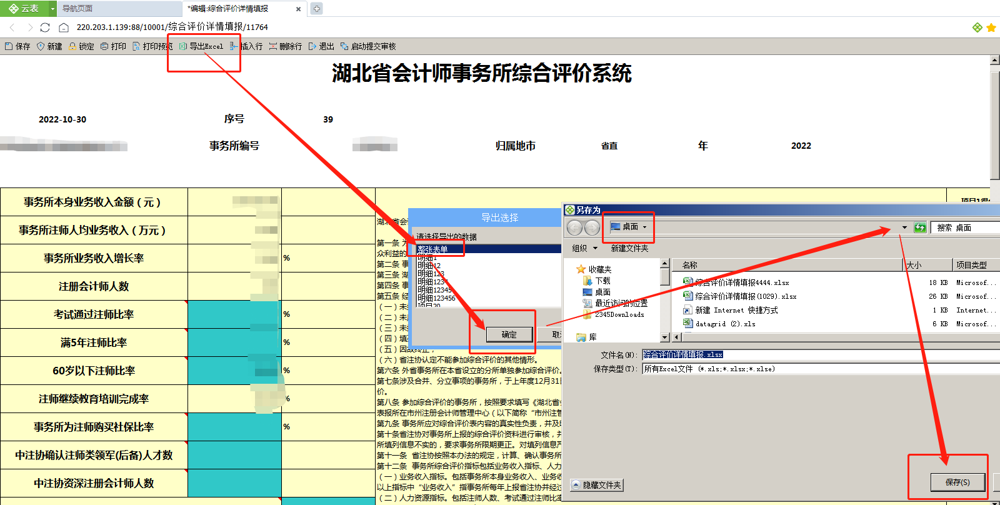 云表
导航页面
*编辑:综合评价详情填报
220.203.1.139:88/10001/综合评价详情填报/11764
保存 新建 锁定 打印 打印预览 导出Excel 插入行 删除行 退出 启动提交审核
湖北省会计师事务所综合评价系统
2022-10-30 序号 39
事务所编号 归属地市 省直 年 2022
事务所本身业务收入金额（元）
事务所注师人均业务收入（万元）
事务所业务收入增长率 %
注册会计师人数
考试通过注师比率 %
满5年注师比率 %
60岁以下注师比率 %
注师继续教育培训完成率 %
事务所为注师购买社保比率 %
中注协确认注师类领军(后备)人才数
中注协资深注册会计师人数
湖北省会
第一条
众利益的
第二条 事
第三条 湖
第四条 事
第五条 经
（一）未
（二）未
（三）未
（四）填
（五）因
（六）省注协认定不能参加综合评价的其他情形。
第六条 外省事务所在本省设立的分所单独参加综合评价。
第七条涉及合并、分立事项的事务所，于上年度12月31日
价。
第八条 参加综合评价的事务所，按照要求填写《湖北省会
表报所在市州注册会计师管理中心（以下简称“市州注管
第九条 事务所应对综合评价表内容的真实性负责，并及时
第十条省注协对事务所上报的综合评价资料进行审核，并
所填列信息不实的，要求事务所限期更正。对填列信息严
第十一条 省注协按照本办法的规定，计算、确认事务所
第十二条 事务所综合评价指标包括业务收入指标、人力
（一）业务收入指标。包括事务所本身业务收入、业务收
以上指标中“业务收入”指事务所每年上报省注协并经过
（二）人力资源指标。包括注师人数、考试通过注师比率
导出选择
请选择导出的数据
整张表单
明细1
明细12
明细123
明细1234
明细12345
明细123456
项目20
确定
另存为
桌面
搜索 桌面
组织 新建文件夹
收藏夹
下载
桌面
最近访问的位置
2345Downloads
库
名称 大小 项目类型
综合评价详情填报4444.xlsx 18 KB Microsof...
综合评价详情填报(1029).xlsx 26 KB Microsof...
新建 Internet 快捷方式 1 KB Internet...
datagrid (2).xls 6 KB Microsof...
文件名(N): 综合评价详情填报.xlsx
保存类型(T): 所有Excel文件 (*.xls;*.xlsx;*.xlse)
隐藏文件夹
保存(S)